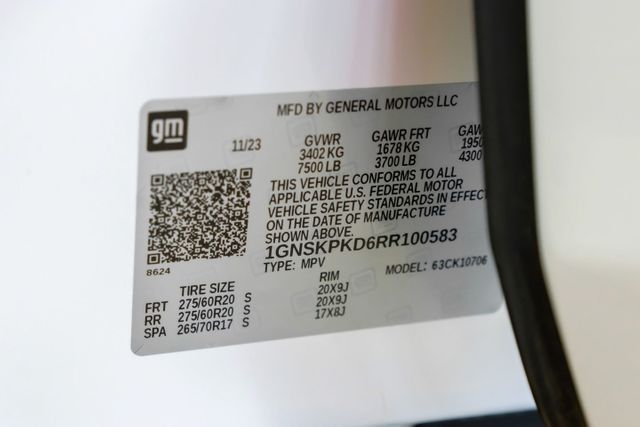 gm
MFD BY GENERAL MOTORS LLC
11/23 GVWR GAWR FRT GAW
3402 KG 1678 KG 1950
7500 LB 3700 LB 4300
THIS VEHICLE CONFORMS TO ALL
APPLICABLE U.S. FEDERAL MOTOR
VEHICLE SAFETY STANDARDS IN EFFECT
ON THE DATE OF MANUFACTURE
SHOWN ABOVE.
1GNSKPKD6RR100583
8624
TYPE: MPV MODEL: 63CK10706
TIRE SIZE RIM
FRT 275/60R20 S 20X9J
RR 275/60R20 S 20X9J
SPA 265/70R17 S 17X8J